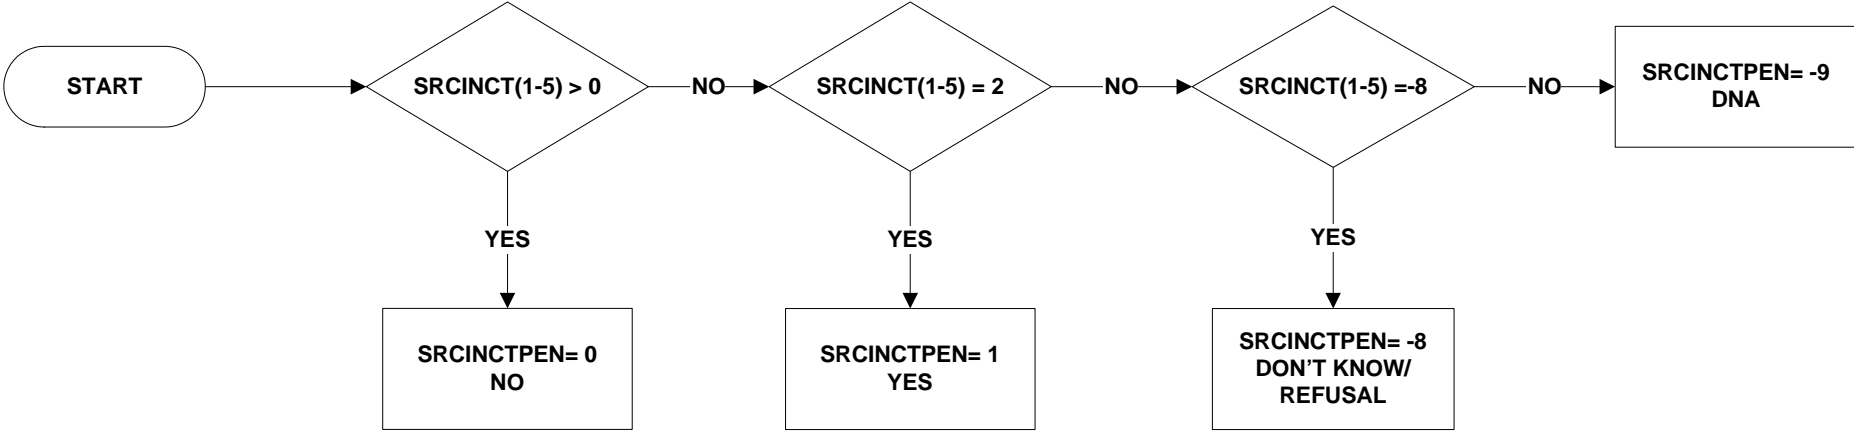 START
SRCINCT(1-5) > 0
NO
SRCINCT(1-5) = 2
NO
SRCINCT(1-5) =-8
NO
SRCINCTPEN= -9
DNA
YES
YES
YES
SRCINCTPEN= 0
NO
SRCINCTPEN= 1
YES
SRCINCTPEN= -8
DON'T KNOW/
REFUSAL